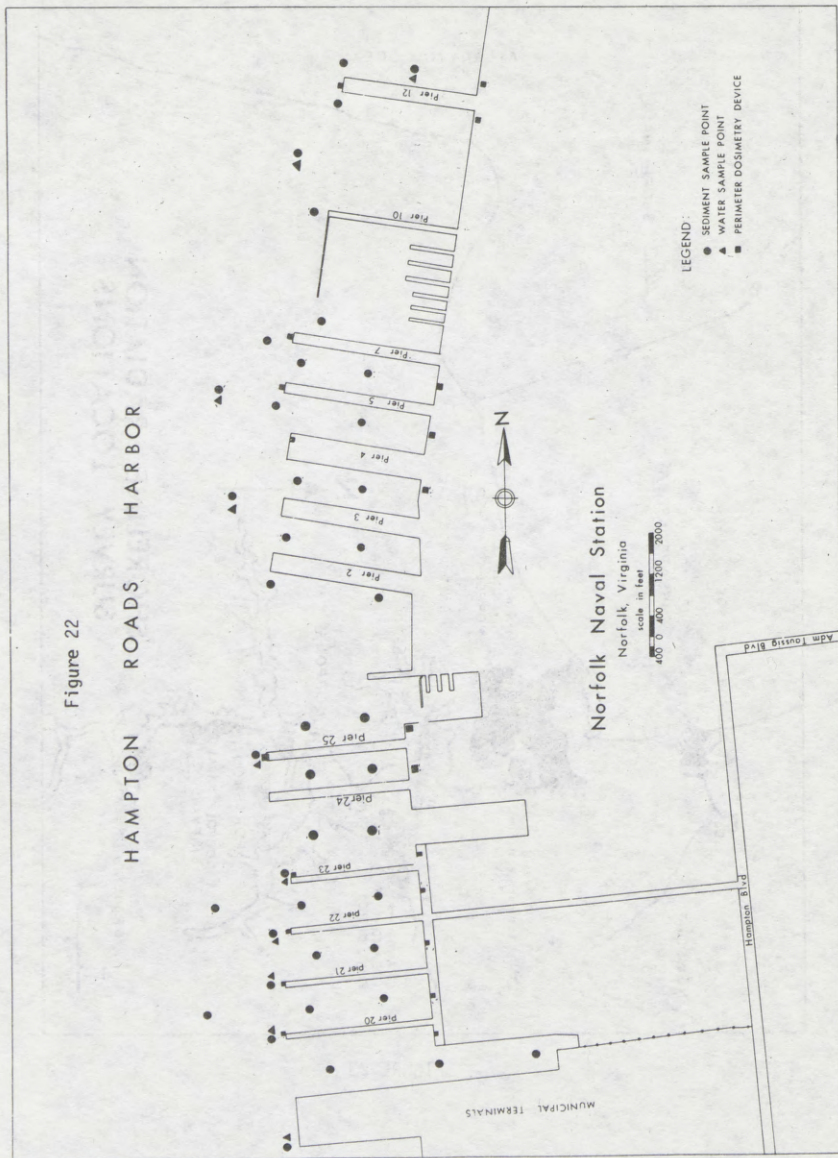 Figure 22
HAMPTON ROADS HARBOR
Pier 12
Pier 10
Pier 7
Pier 5
Pier 4
Pier 3
Pier 2
Pier 25
Pier 24
pier 23
pier 22
pier 21
Pier 20
MUNICIPAL TERMINALS
N
Norfolk Naval Station
Norfolk, Virginia
scale in feet
400 0 400 1200 2000
Hampton Blvd
Adm Taussig Blvd
LEGEND:
SEDIMENT SAMPLE POINT
WATER SAMPLE POINT
PERIMETER DOSIMETRY DEVICE